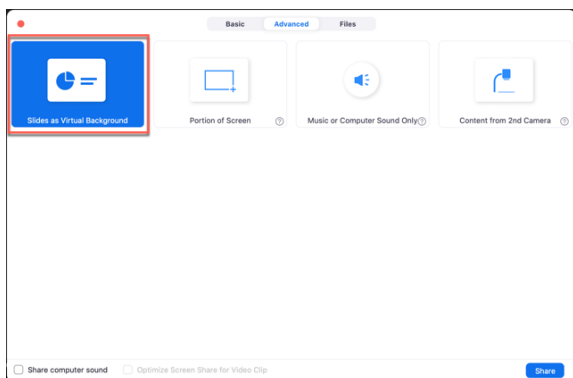 Basic Advanced Files
Slides as Virtual Background Portion of Screen ? Music or Computer Sound Only ? Content from 2nd Camera ?
Share computer sound Optimize Screen Share for Video Clip Share